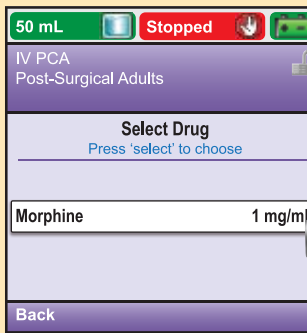 50 mL Stopped
IV PCA
Post-Surgical Adults
Select Drug
Press 'select' to choose
Morphine 1 mg/ml
Back